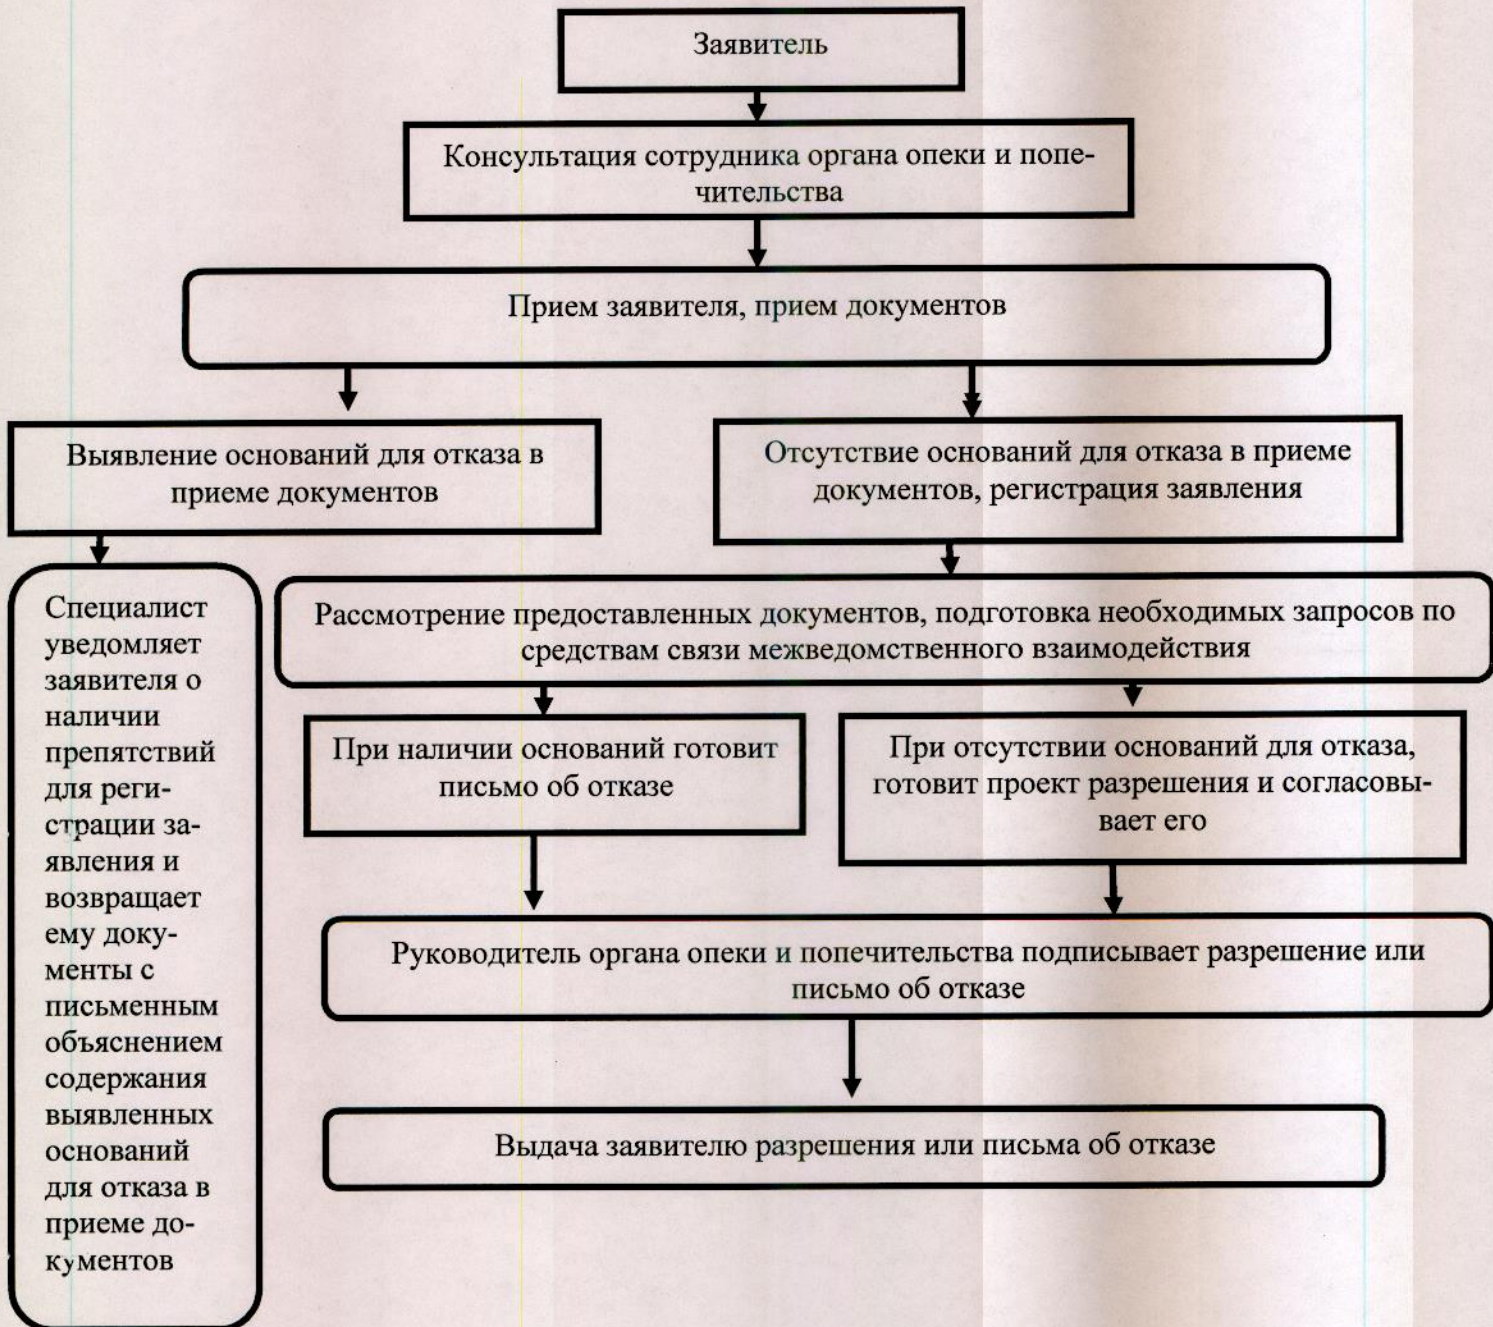 Заявитель
Консультация сотрудника органа опеки и попе-
чительства
Прием заявителя, прием документов
Выявление оснований для отказа в
приеме документов
Отсутствие оснований для отказа в приеме
документов, регистрация заявления
Специалист
уведомляет
заявителя о
наличии
препятствий
для реги-
страции за-
явления и
возвращает
ему доку-
менты с
письменным
объяснением
содержания
выявленных
оснований
для отказа в
приеме до-
кументов
Рассмотрение предоставленных документов, подготовка необходимых запросов по
средствам связи межведомственного взаимодействия
При наличии оснований готовит
письмо об отказе
При отсутствии оснований для отказа,
готовит проект разрешения и согласовы-
вает его
Руководитель органа опеки и попечительства подписывает разрешение или
письмо об отказе
Выдача заявителю разрешения или письма об отказе